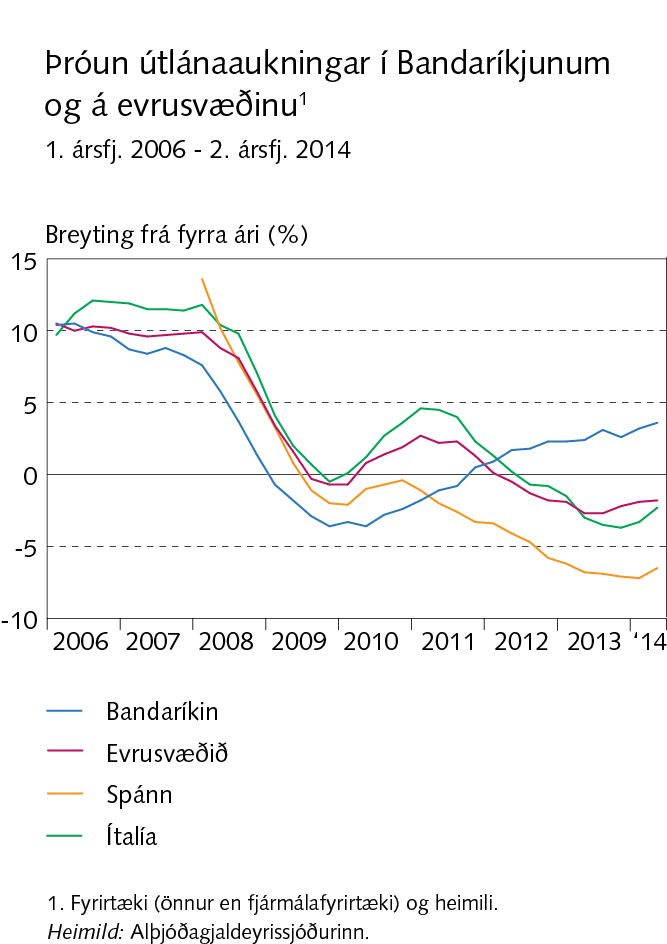 Þróun útlánaaukningar í Bandaríkjunum
og á evrusvæðinu¹
1. ársfj. 2006 - 2. ársfj. 2014
Breyting frá fyrra ári (%)
15
10
5
0
-5
-10
2006 2007 2008 2009 2010 2011 2012 2013 ‘14
Bandaríkin
Evrusvæðið
Spánn
Ítalía
1. Fyrirtæki (önnur en fjármálafyrirtæki) og heimili.
Heimild: Alþjóðagjaldeyrissjóðurinn.